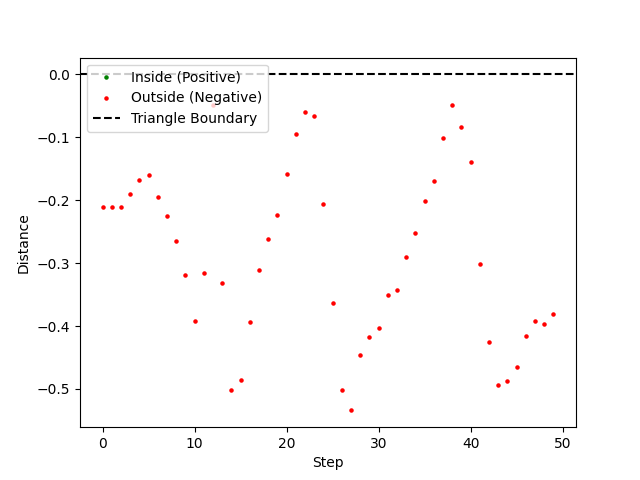 Inside (Positive)
Outside (Negative)
Triangle Boundary
0.0
−0.1
−0.2
−0.3
−0.4
−0.5
Distance
0 10 20 30 40 50
Step